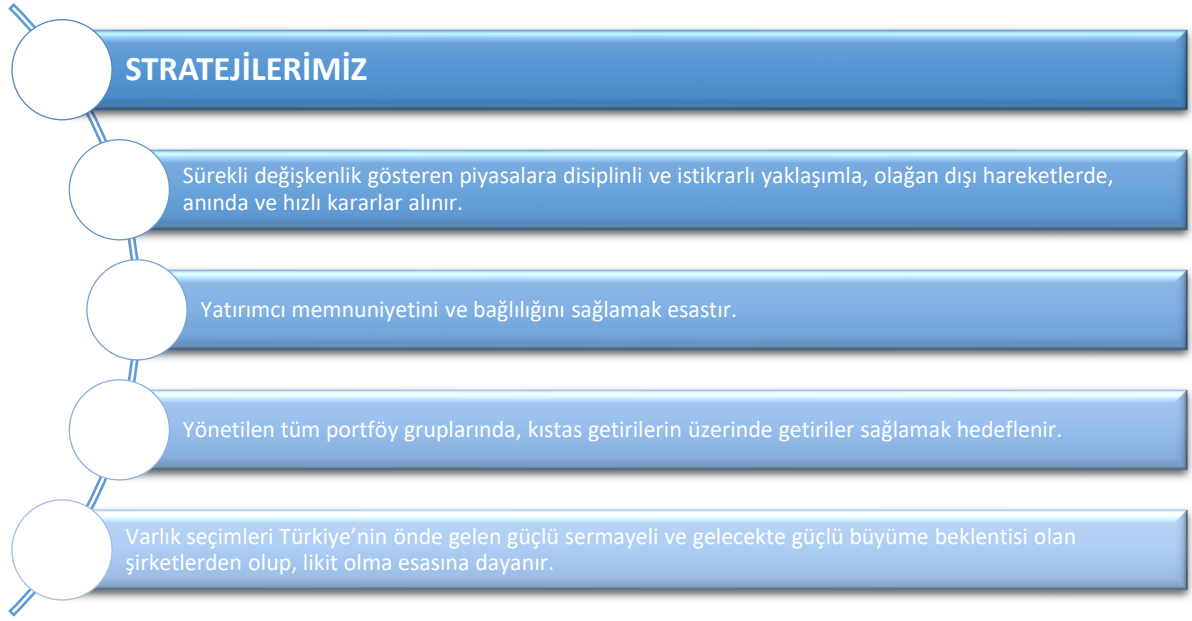 STRATEJİLERİMİZ
Sürekli değişkenlik gösteren piyasalara disiplinli ve istikrarlı yaklaşımla, olağan dışı hareketlerde,
anında ve hızlı kararlar alınır.
Yatırımcı memnuniyetini ve bağlılığını sağlamak esastır.
Yönetilen tüm portföy gruplarında, kıstas getirilerin üzerinde getiriler sağlamak hedeflenir.
Varlık seçimleri Türkiye’nin önde gelen güçlü sermayeli ve gelecekte güçlü büyüme beklentisi olan
şirketlerden olup, likit olma esasına dayanır.